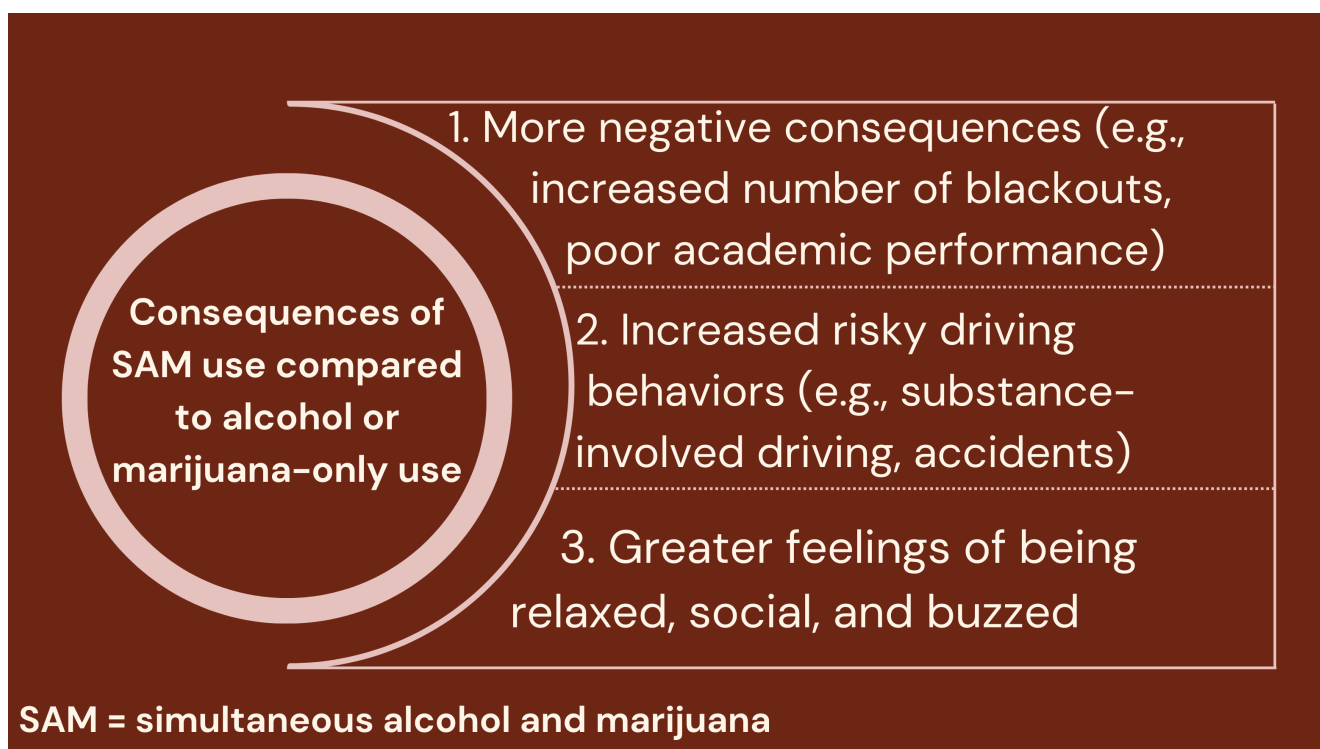 Consequences of
SAM use compared
to alcohol or
marijuana-only use
1. More negative consequences (e.g.,
increased number of blackouts,
poor academic performance)
2. Increased risky driving
behaviors (e.g., substance-
involved driving, accidents)
3. Greater feelings of being
relaxed, social, and buzzed
SAM = simultaneous alcohol and marijuana